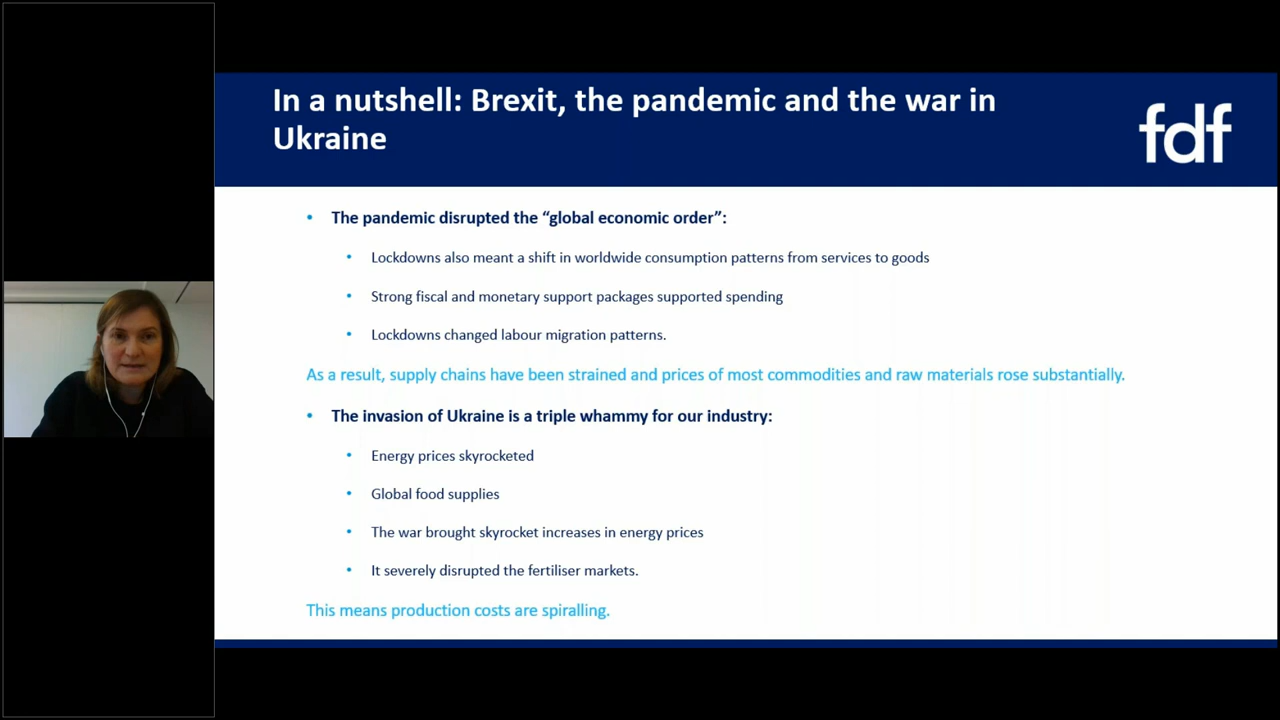 In a nutshell: Brexit, the pandemic and the war in
Ukraine
fdf
• The pandemic disrupted the “global economic order”:
• Lockdowns also meant a shift in worldwide consumption patterns from services to goods
• Strong fiscal and monetary support packages supported spending
• Lockdowns changed labour migration patterns.
As a result, supply chains have been strained and prices of most commodities and raw materials rose substantially.
• The invasion of Ukraine is a triple whammy for our industry:
• Energy prices skyrocketed
• Global food supplies
• The war brought skyrocket increases in energy prices
• It severely disrupted the fertiliser markets.
This means production costs are spiralling.